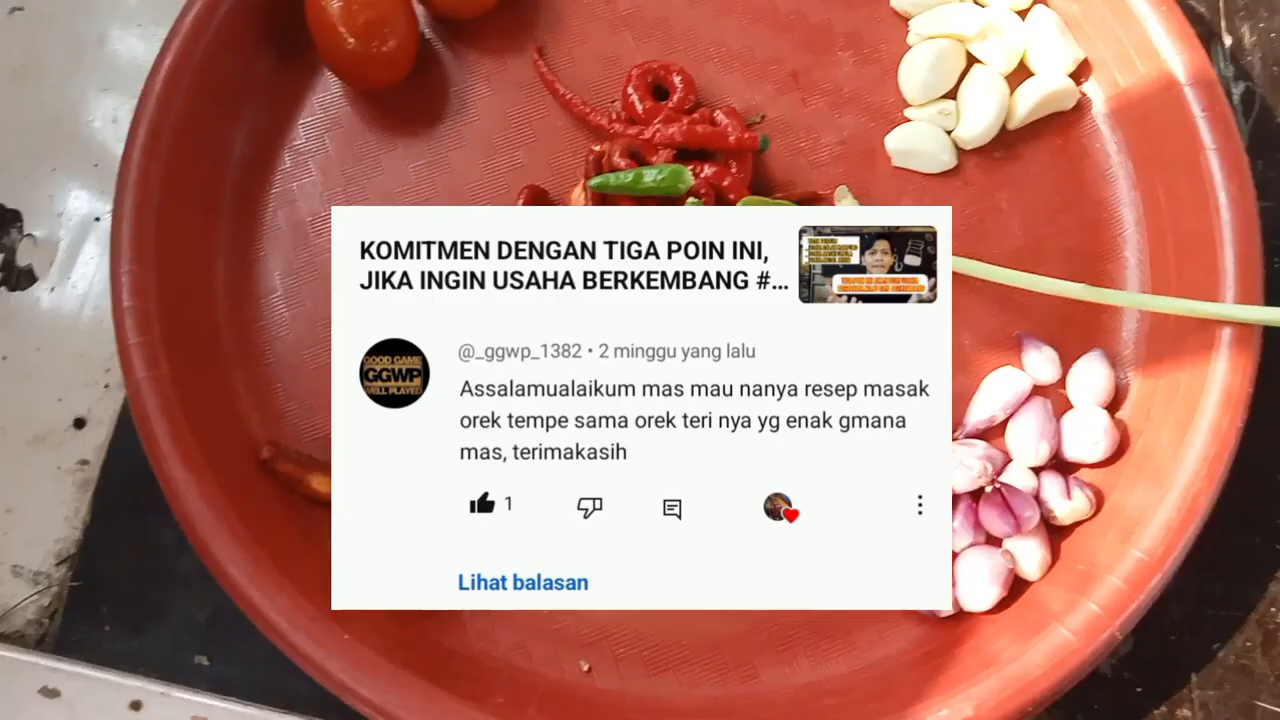 KOMITMEN DENGAN TIGA POIN INI,
JIKA INGIN USAHA BERKEMBANG #...
@_ggwp_1382 • 2 minggu yang lalu
GOOD GAME
GGWP
WELL PLAYED
Assalamualaikum mas mau nanya resep masak
orek tempe sama orek teri nya yg enak gmana
mas, terimakasih
1
Lihat balasan